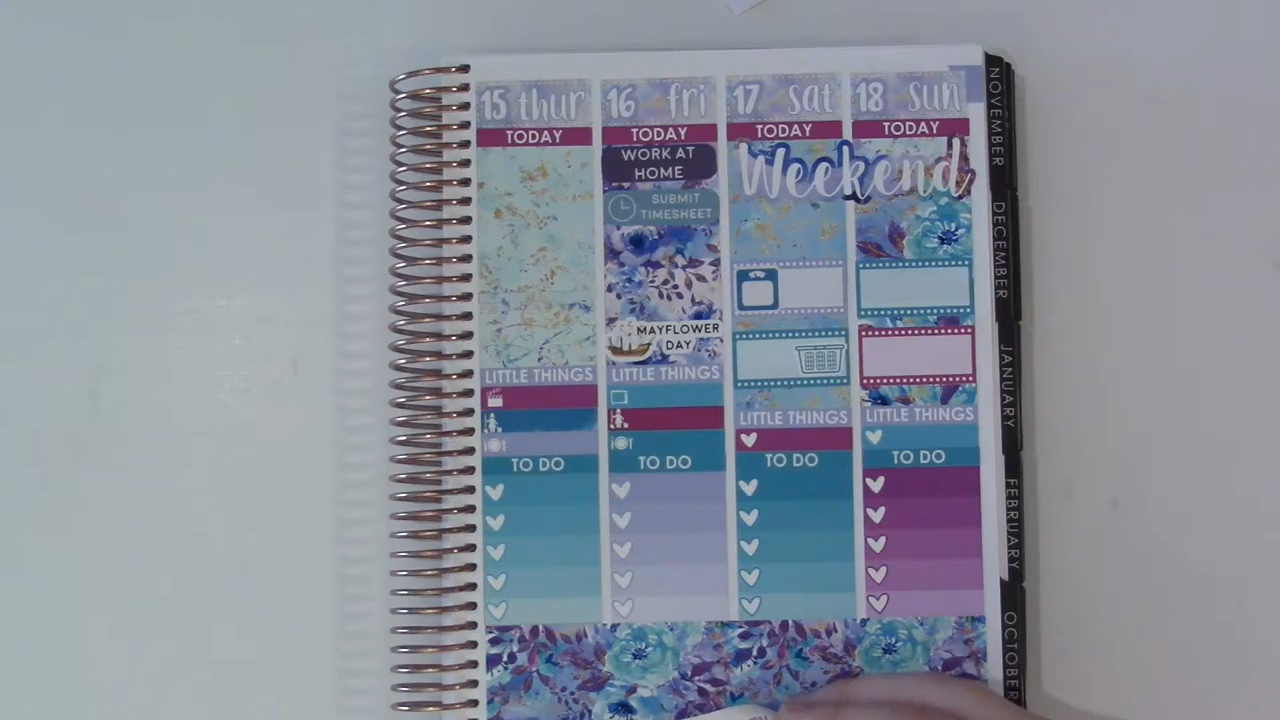 15 thur
16 fri
17 sat
18 sun
TODAY
TODAY
TODAY
TODAY
WORK AT
HOME
SUBMIT
TIMESHEET
MAYFLOWER
DAY
Weekend
LITTLE THINGS
LITTLE THINGS
LITTLE THINGS
LITTLE THINGS
TO DO
TO DO
TO DO
TO DO
NOVEMBER
DECEMBER
JANUARY
FEBRUARY
OCTOBER